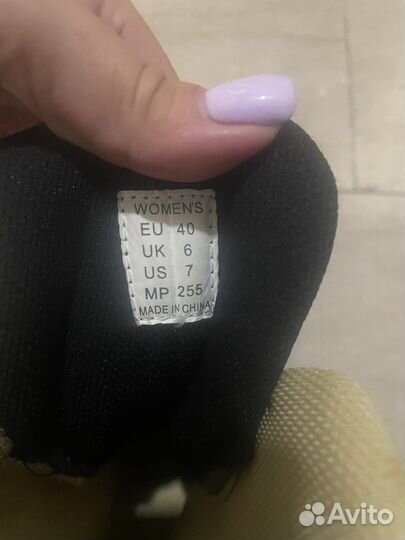 WOMEN'S
EU 40
UK 6
US 7
MP 255
MADE IN CHINA
Avito